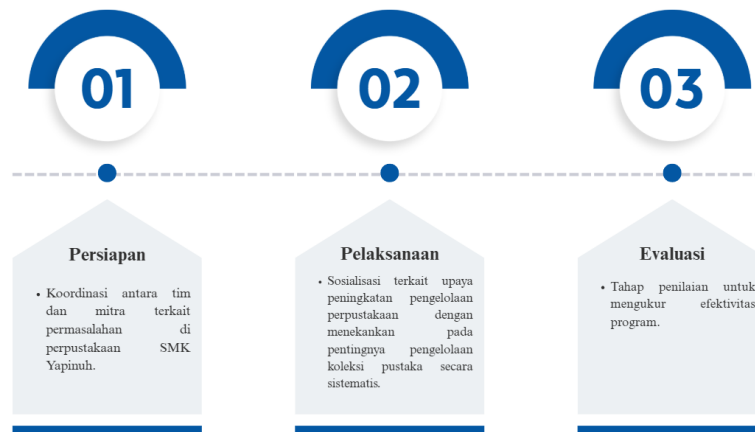 01
02
03
Persiapan
• Koordinasi antara tim
dan mitra terkait
permasalahan di
perpustakaan SMK
Yapinuh.
Pelaksanaan
• Sosialisasi terkait upaya
peningkatan pengelolaan
perpustakaan dengan
menekankan pada
pentingnya pengelolaan
koleksi pustaka secara
sistematis.
Evaluasi
• Tahap penilaian untuk
mengukur efektivitas
program.